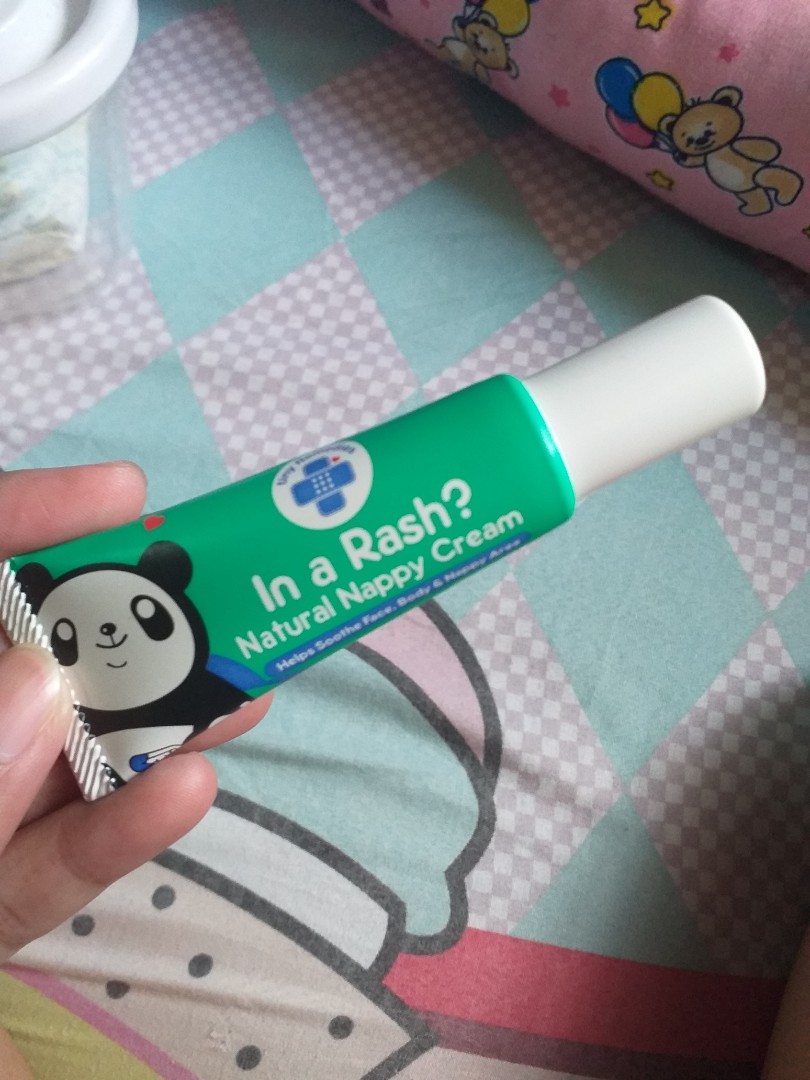 In a Rash?
Natural Nappy Cream
Helps Soothe Face, Body & Nappy Area